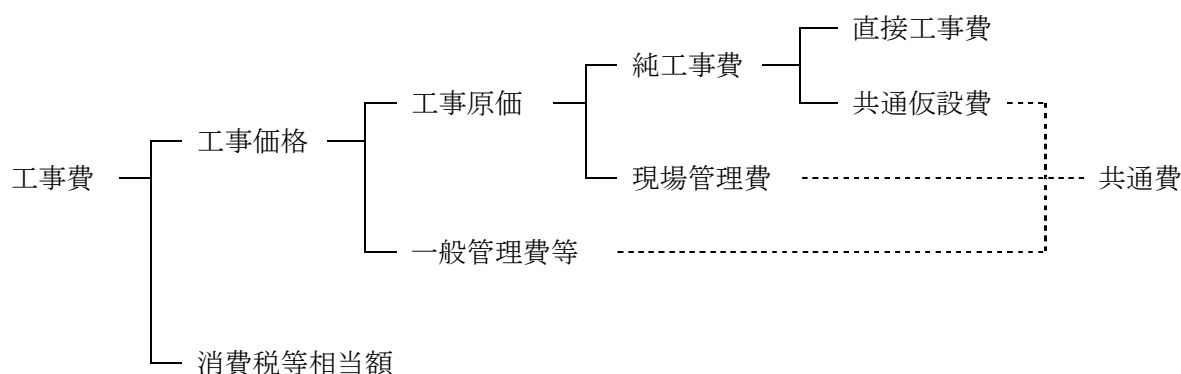 直接工事費
純工事費
工事原価
共通仮設費
工事価格
工事費
現場管理費
共通費
一般管理費等
消費税等相当額